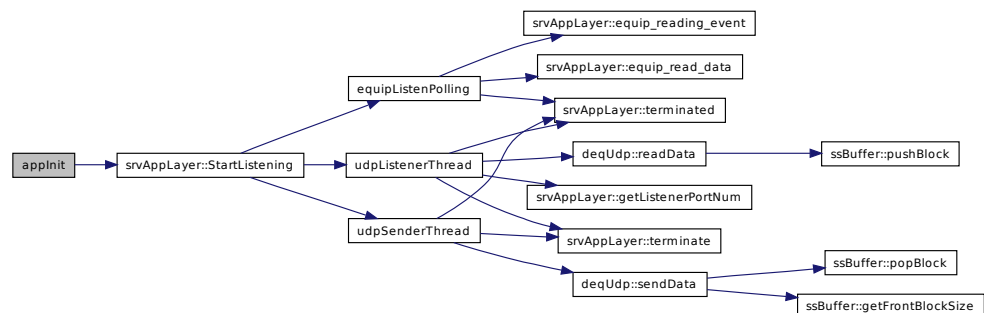 srvAppLayer::equip_reading_event
srvAppLayer::equip_read_data
equipListenPolling
srvAppLayer::terminated
appInit
srvAppLayer::StartListening
udpListenerThread
deqUdp::readData
ssBuffer::pushBlock
srvAppLayer::getListenerPortNum
udpSenderThread
srvAppLayer::terminate
deqUdp::sendData
ssBuffer::popBlock
ssBuffer::getFrontBlockSize